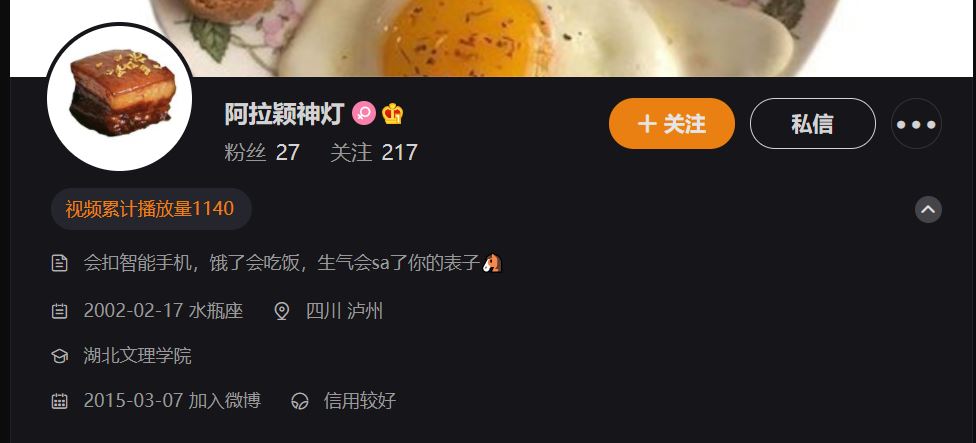 阿拉颖神灯
+ 关注
私信
粉丝 27 关注 217
视频累计播放量1140
会扣智能手机，饿了会吃饭，生气会sa了你的表子
2002-02-17 水瓶座 四川 泸州
湖北文理学院
2015-03-07 加入微博 信用较好